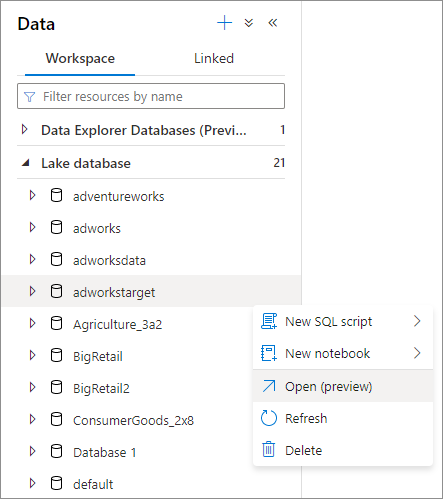 Data
Workspace Linked
Filter resources by name
Data Explorer Databases (Previ... 1
Lake database 21
adventureworks
adworks
adworksdata
adworkstarget
Agriculture_3a2
BigRetail
BigRetail2
ConsumerGoods_2x8
Database 1
default
New SQL script
New notebook
Open (preview)
Refresh
Delete